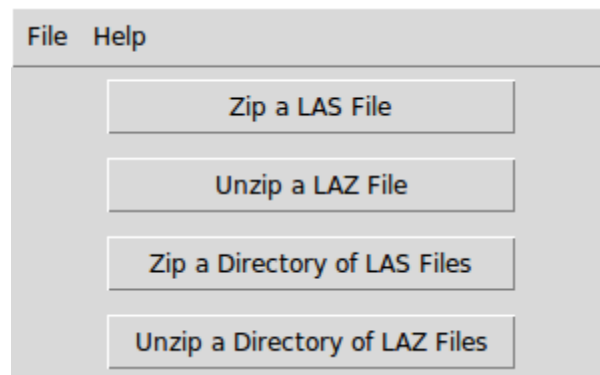 File Help
Zip a LAS File
Unzip a LAZ File
Zip a Directory of LAS Files
Unzip a Directory of LAZ Files